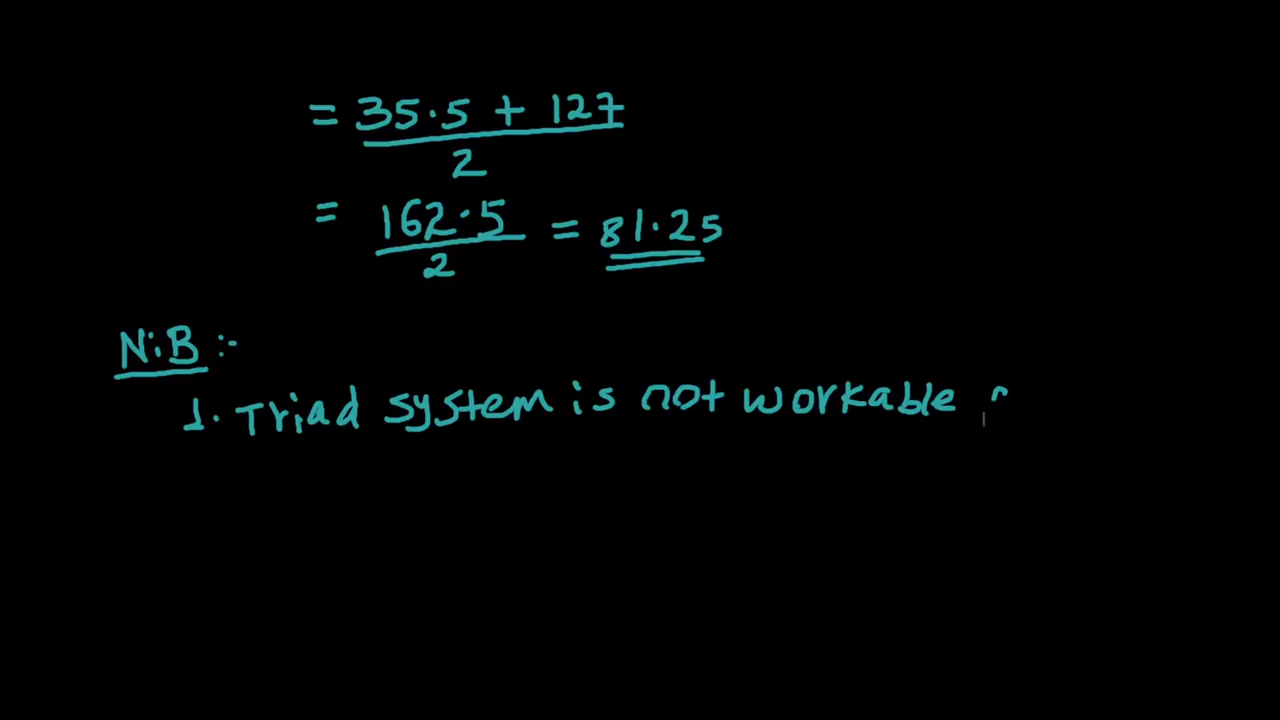 = 35.5 + 127
2
= 162.5 = 81.25
2
N.B :-
1. Triad system is not workable